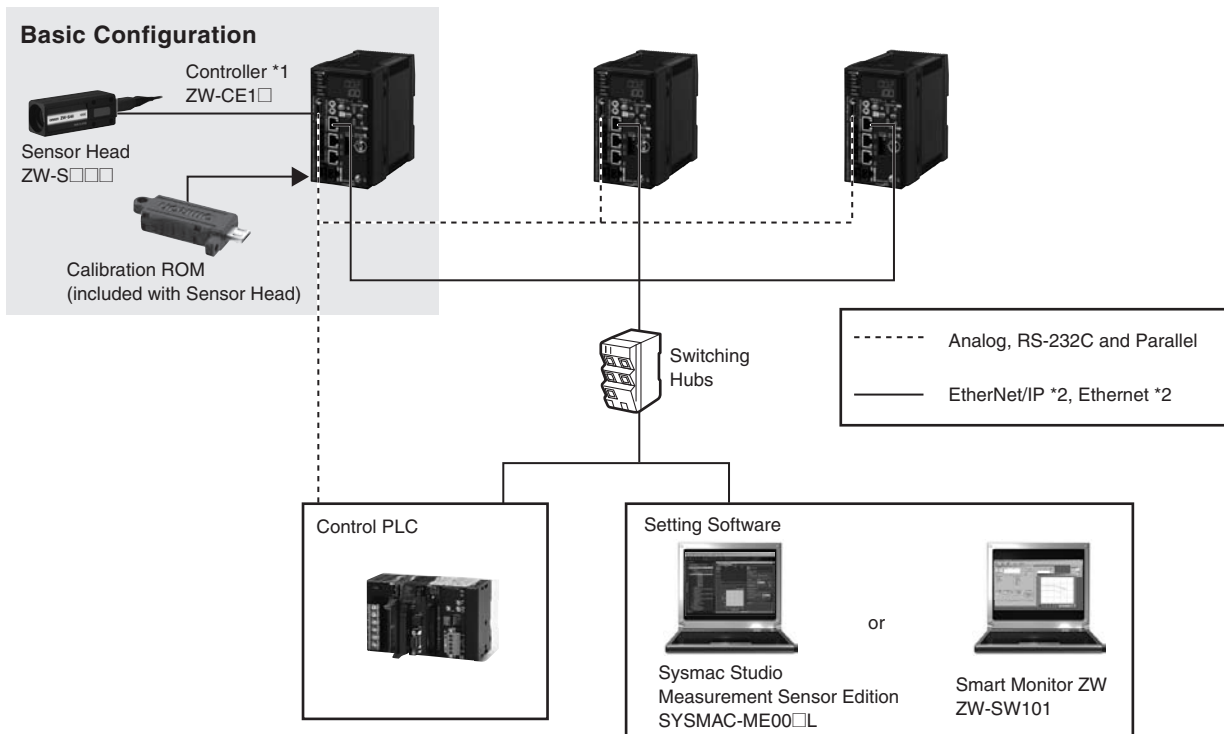 Basic Configuration
Controller *1
ZW-CE1□
Sensor Head
ZW-S□□□
Calibration ROM
(included with Sensor Head)
Switching
Hubs
Analog, RS-232C and Parallel
EtherNet/IP *2, Ethernet *2
Control PLC
Setting Software
or
Sysmac Studio
Measurement Sensor Edition
SYSMAC-ME00□L
Smart Monitor ZW
ZW-SW101